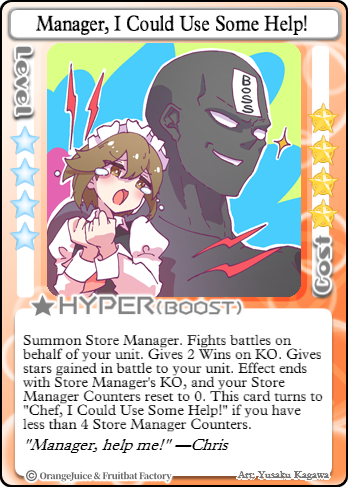 Manager, I Could Use Some Help!
Level
BOSS
Cost
HYPER(BOOST)
Summon Store Manager. Fights battles on
behalf of your unit. Gives 2 Wins on KO. Gives
stars gained in battle to your unit. Effect ends
with Store Manager's KO, and your Store
Manager Counters reset to 0. This card turns to
"Chef, I Could Use Some Help!" if you have
less than 4 Store Manager Counters.
"Manager, help me!" —Chris
© OrangeJuice & Fruitbat Factory
Art: Yusaku Kagawa